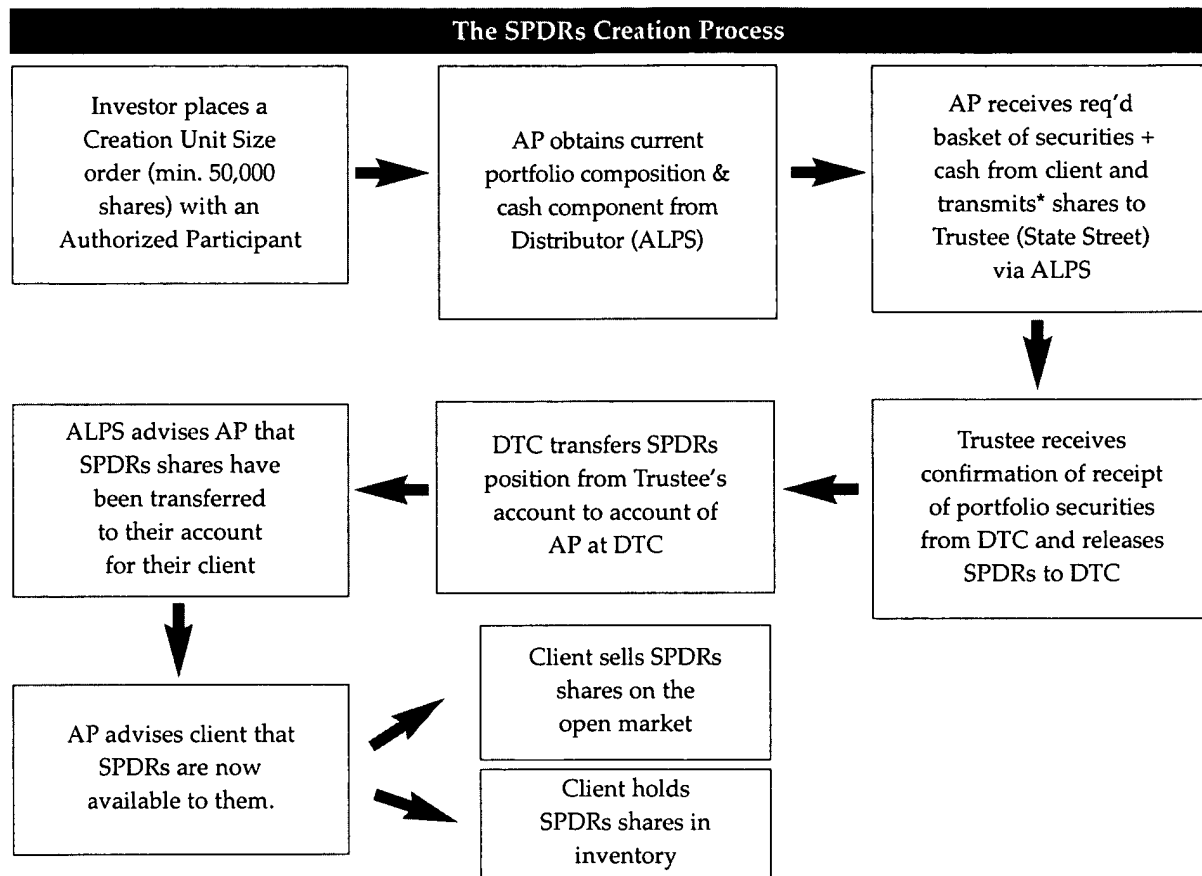 The SPDRs Creation Process
Investor places a
Creation Unit Size
order (min. 50,000
shares) with an
Authorized Participant
AP obtains current
portfolio composition &
cash component from
Distributor (ALPS)
AP receives req'd
basket of securities +
cash from client and
transmits* shares to
Trustee (State Street)
via ALPS
Trustee receives
confirmation of receipt
of portfolio securities
from DTC and releases
SPDRs to DTC
DTC transfers SPDRs
position from Trustee's
account to account of
AP at DTC
ALPS advises AP that
SPDRs shares have
been transferred
to their account
for their client
AP advises client that
SPDRs are now
available to them.
Client sells SPDRs
shares on the
open market
Client holds
SPDRs shares in
inventory